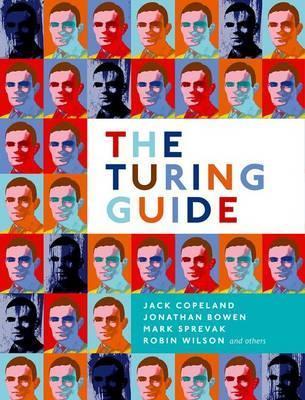 THE
TURING
GUIDE
JACK COPELAND
JONATHAN BOWEN
MARK SPREVAK
ROBIN WILSON and others